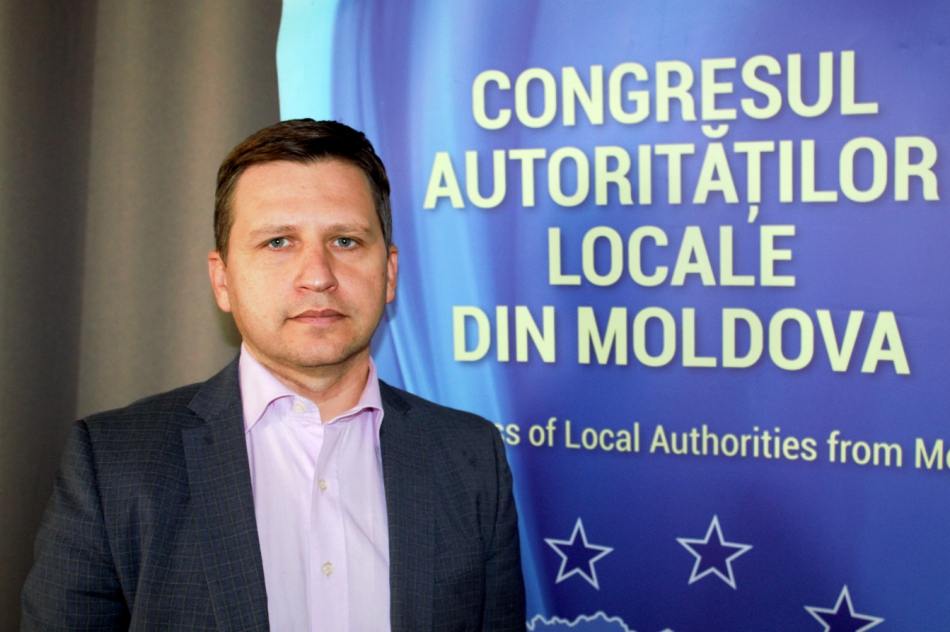 CONGRESUL
AUTORITĂȚILOR
LOCALE
DIN MOLDOVA
of Local Authorities from